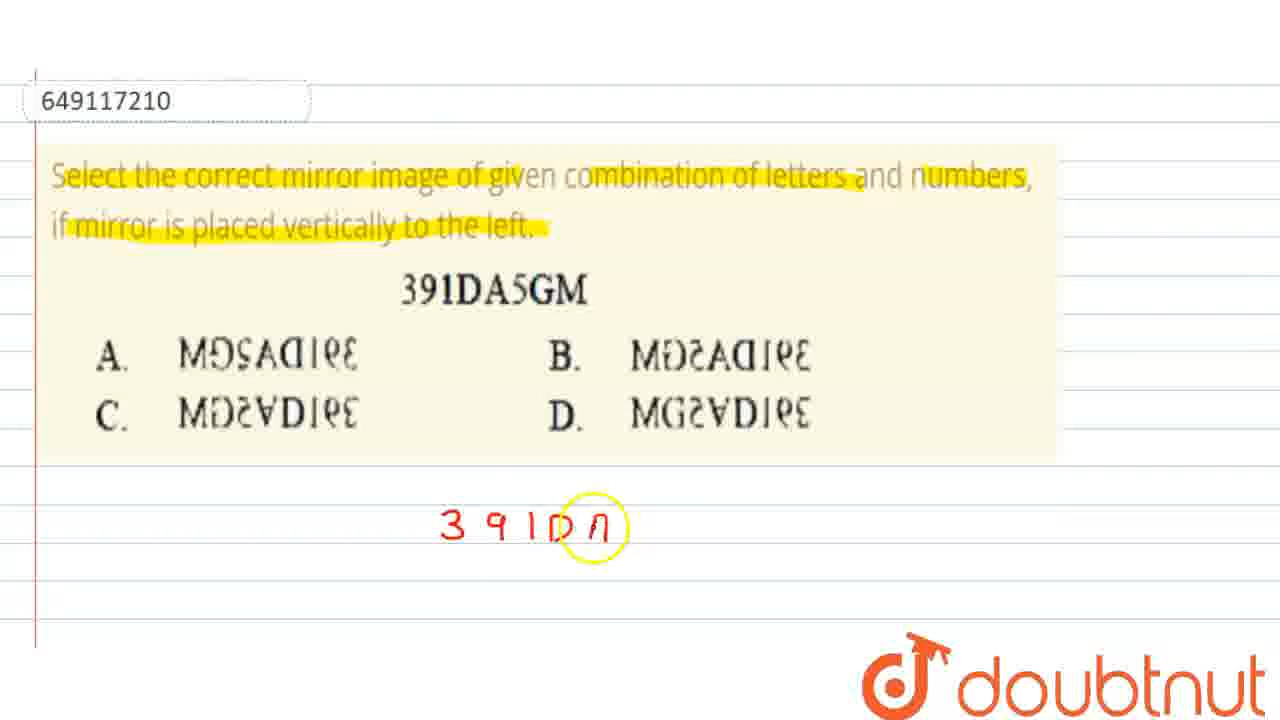 649117210
Select the correct mirror image of given combination of letters and numbers,
if mirror is placed vertically to the left.
391DA5GM
A. B.
C. D.
3 9 1 D A
doubtnut